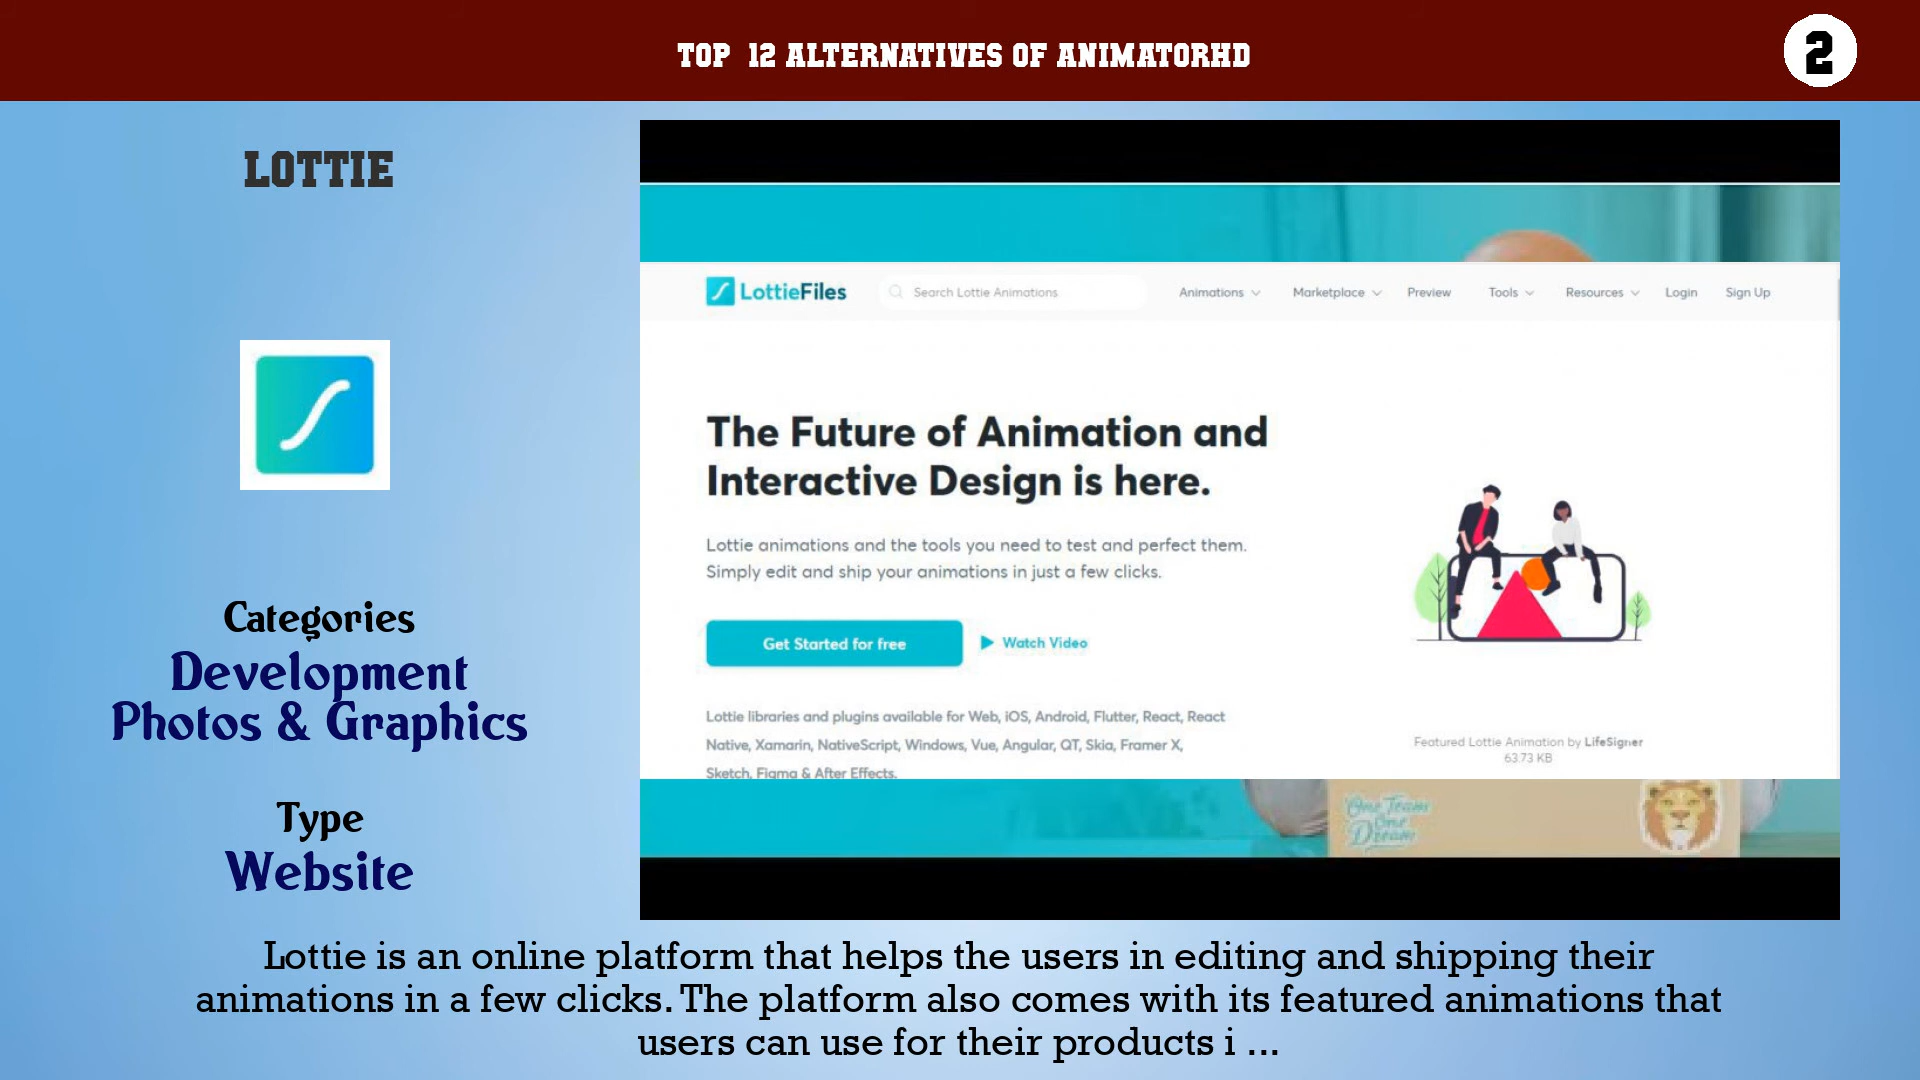 TOP 12 ALTERNATIVES OF ANIMATORHD
2
LOTTIE
LottieFiles
Search Lottie Animations
Animations
Marketplace
Preview
Tools
Resources
Login
Sign Up
The Future of Animation and
Interactive Design is here.
Lottie animations and the tools you need to test and perfect them.
Simply edit and ship your animations in just a few clicks.
Get Started for free
Watch Video
Lottie libraries and plugins available for Web, iOS, Android, Flutter, React, React
Native, Xamarin, NativeScript, Windows, Vue, Angular, QT, Skia, Framer X,
Sketch, Figma & After Effects.
Featured Lottie Animation by LifeSigner
63.73 KB
One Team
One
Dream
Categories
Development
Photos & Graphics
Type
Website
Lottie is an online platform that helps the users in editing and shipping their
animations in a few clicks. The platform also comes with its featured animations that
users can use for their products i ...